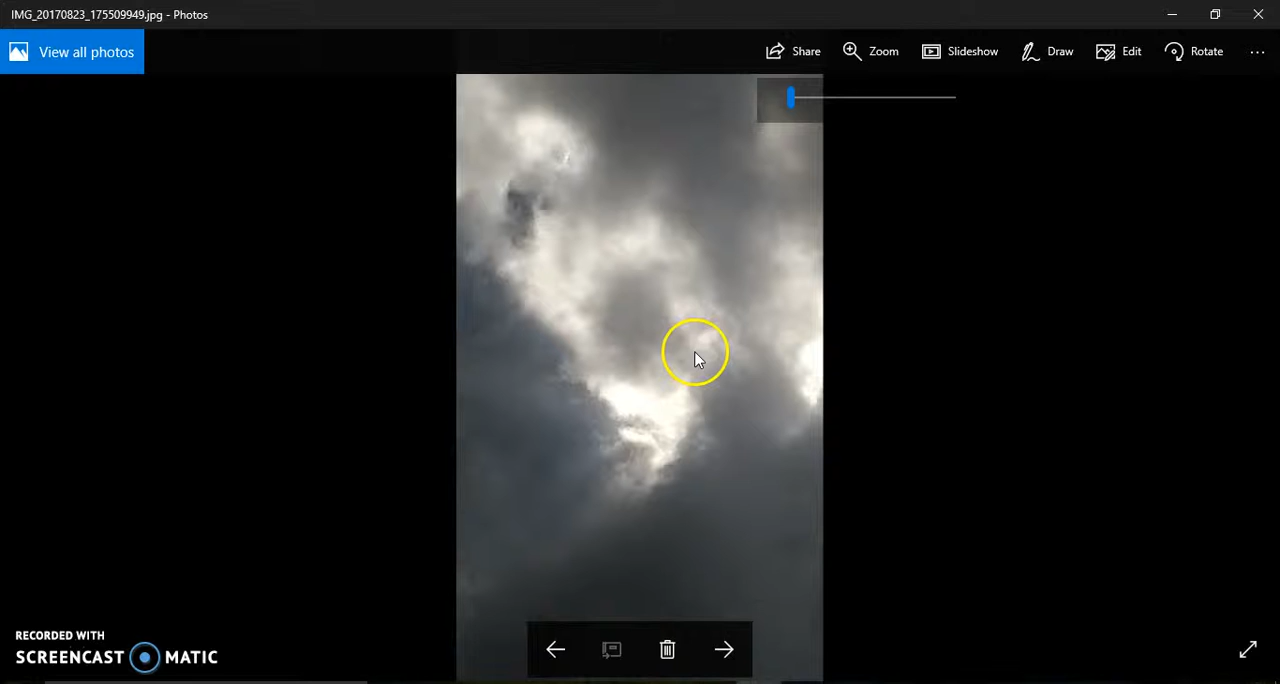 IMG_20170823_175509949.jpg - Photos
View all photos
Share
Zoom
Slideshow
Draw
Edit
Rotate
RECORDED WITH
SCREENCAST MATIC